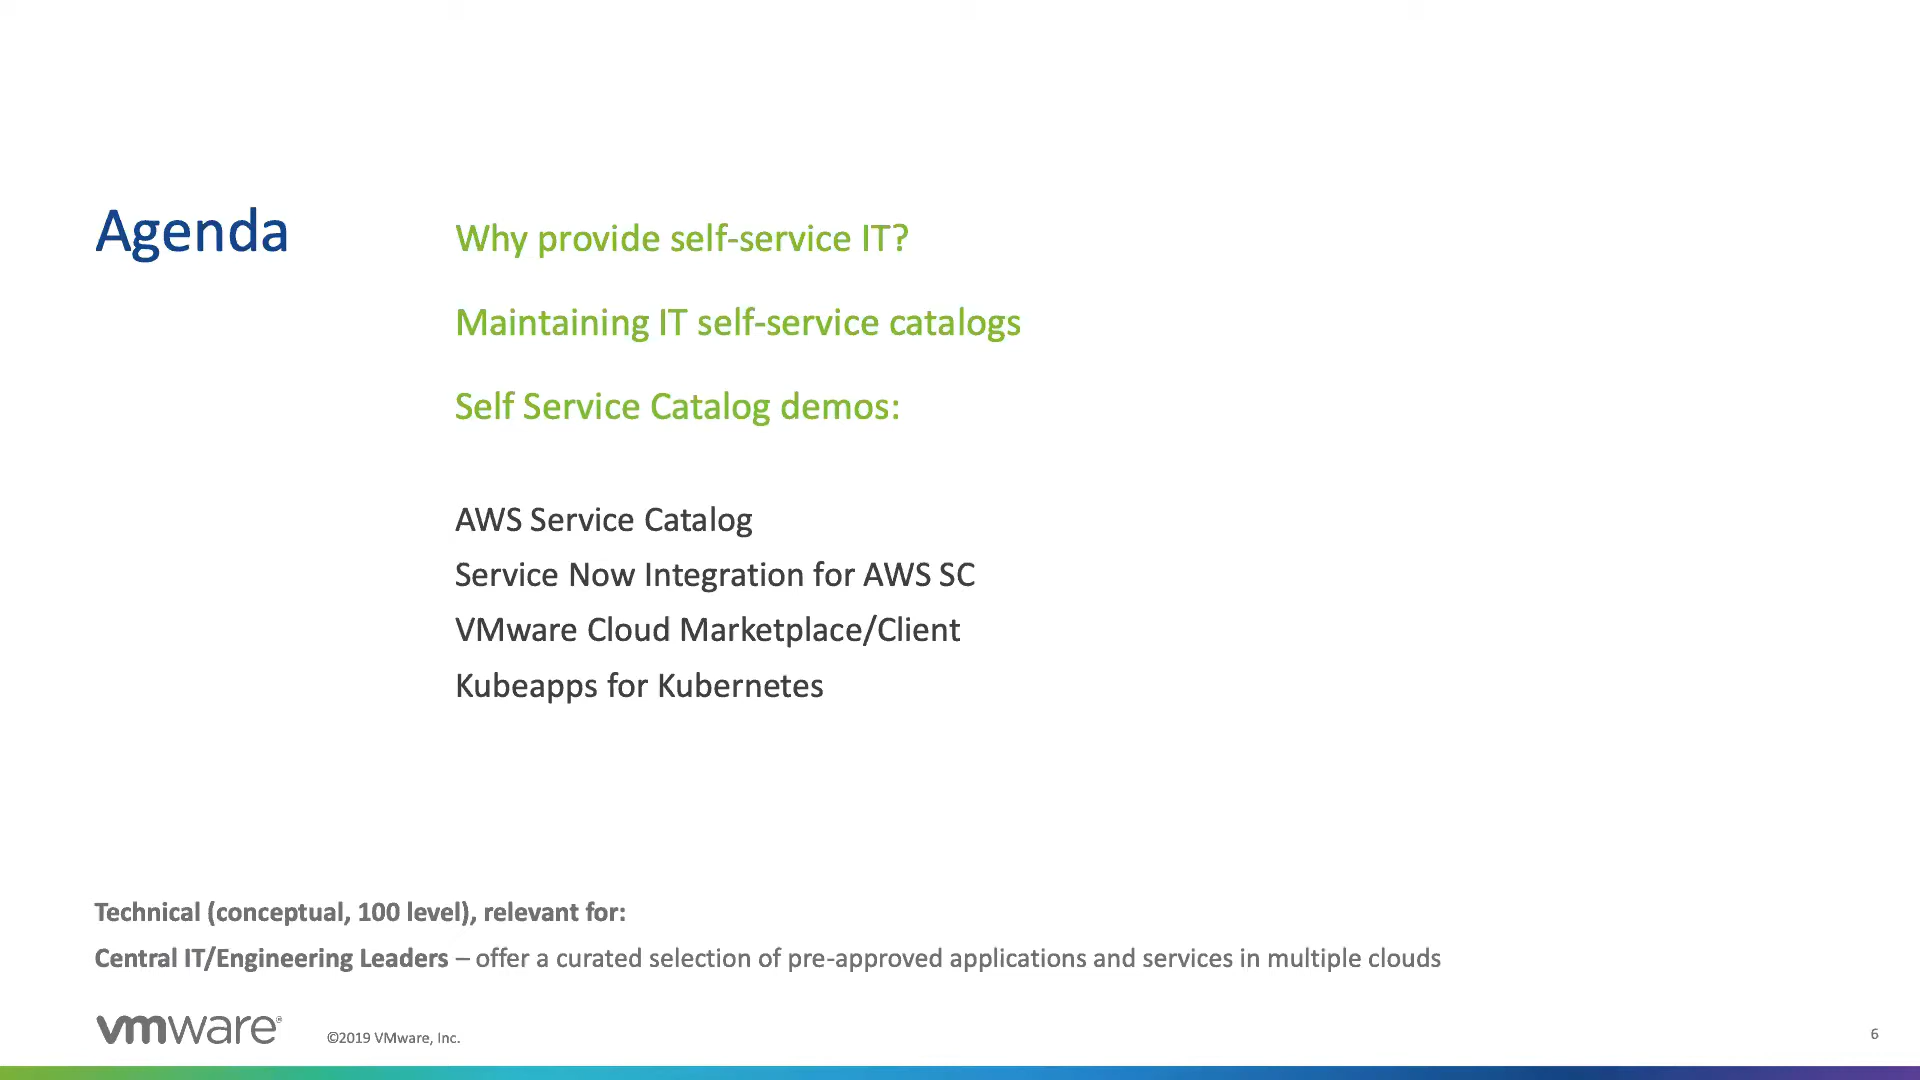 Agenda
Why provide self-service IT?
Maintaining IT self-service catalogs
Self Service Catalog demos:
AWS Service Catalog
Service Now Integration for AWS SC
VMware Cloud Marketplace/Client
Kubeapps for Kubernetes
Technical (conceptual, 100 level), relevant for:
Central IT/Engineering Leaders – offer a curated selection of pre-approved applications and services in multiple clouds
vmware®
©2019 VMware, Inc.
6